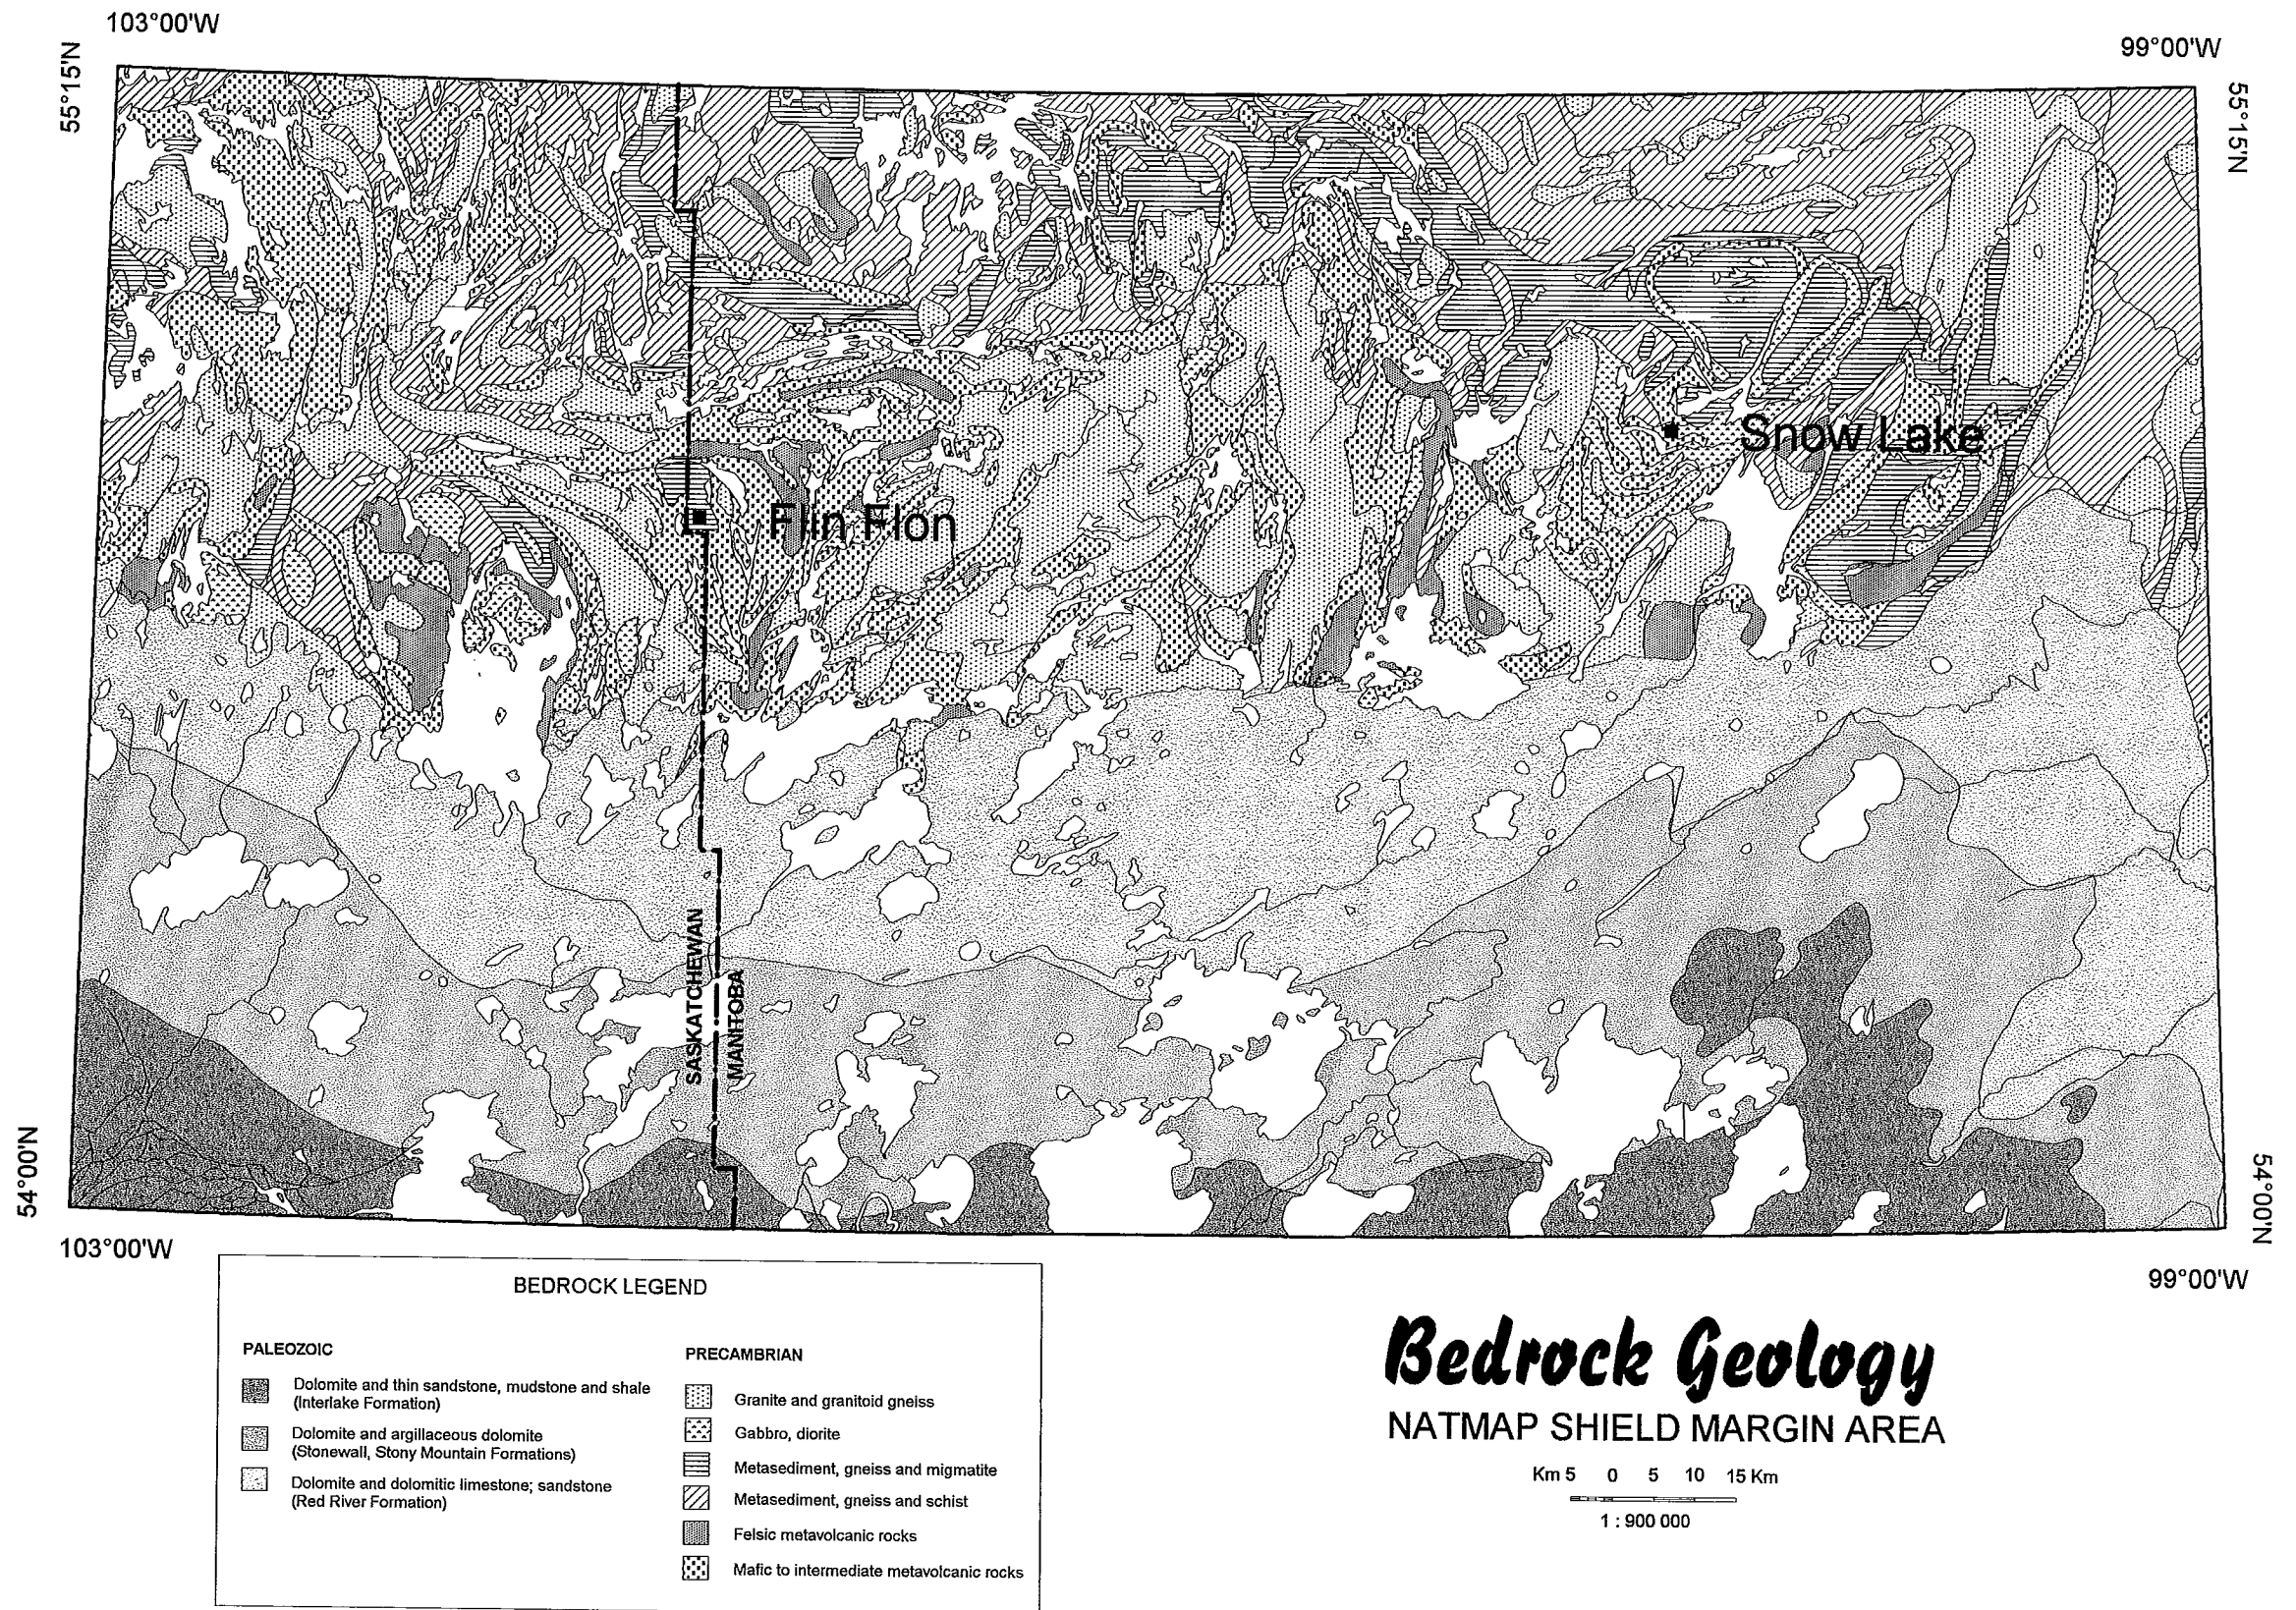 103°00'W
99°00'W
55°15'N
55°15'N
Snow Lake
Flin Flon
SASKATCHEWAN
MANITOBA
54°00'N
54°00'N
103°00'W
99°00'W
BEDROCK LEGEND
PALEOZOIC
Dolomite and thin sandstone, mudstone and shale
(Interlake Formation)
Dolomite and argillaceous dolomite
(Stonewall, Stony Mountain Formations)
Dolomite and dolomitic limestone; sandstone
(Red River Formation)
PRECAMBRIAN
Granite and granitoid gneiss
Gabbro, diorite
Metasediment, gneiss and migmatite
Metasediment, gneiss and schist
Felsic metavolcanic rocks
Mafic to intermediate metavolcanic rocks
Bedrock Geology
NATMAP SHIELD MARGIN AREA
Km 5 0 5 10 15 Km
1 : 900 000